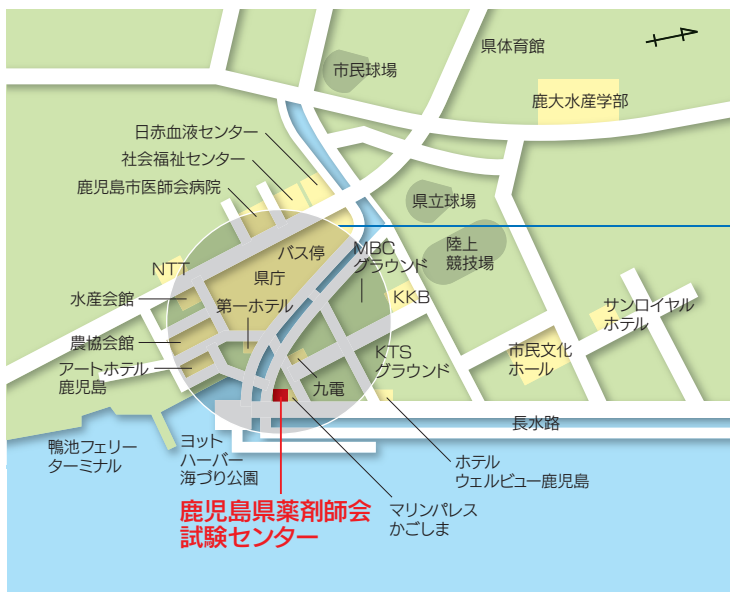 県体育館
市民球場
鹿大水産学部
日赤血液センター
社会福祉センター
鹿児島市医師会病院
県立球場
バス停
MBC
グラウンド
陸上
競技場
NTT
県庁
水産会館
第一ホテル
KKB
サンロイヤル
ホテル
農協会館
アートホテル
鹿児島
KTS
グラウンド
市民文化
ホール
九電
長水路
鴨池フェリー
ターミナル
ヨット
ハーバー
海づり公園
ホテル
ウェルビュー鹿児島
鹿児島県薬剤師会
試験センター
マリンパレス
かごしま